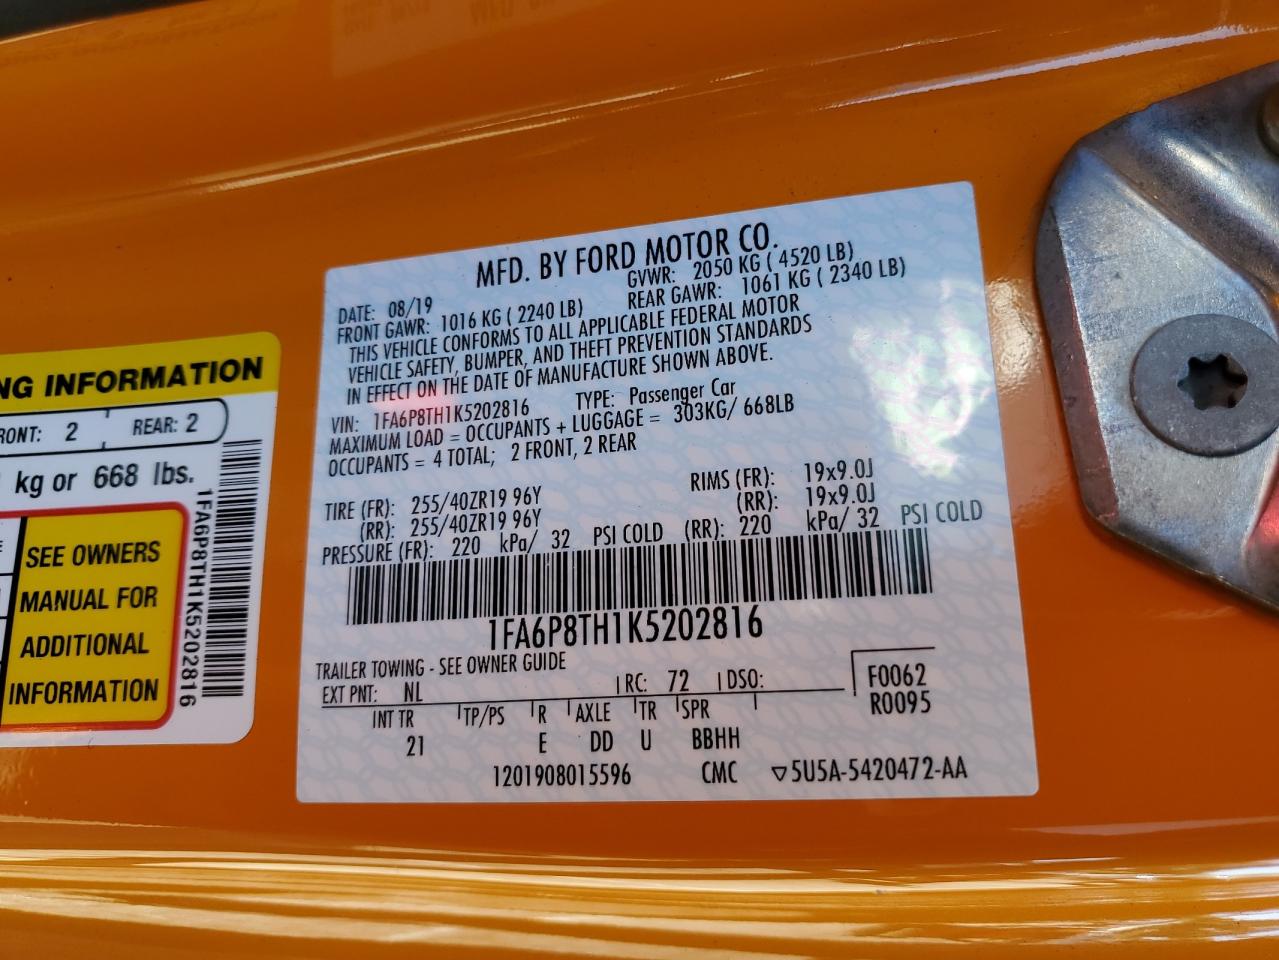 NG INFORMATION
RONT: 2 REAR: 2
kg or 668 lbs.
SEE OWNERS
MANUAL FOR
ADDITIONAL
INFORMATION
1FA6P8TH1K5202816
MFD. BY FORD MOTOR CO.
DATE: 08/19 GVWR: 2050 KG ( 4520 LB)
FRONT GAWR: 1016 KG ( 2240 LB) REAR GAWR: 1061 KG ( 2340 LB)
THIS VEHICLE CONFORMS TO ALL APPLICABLE FEDERAL MOTOR
VEHICLE SAFETY, BUMPER, AND THEFT PREVENTION STANDARDS
IN EFFECT ON THE DATE OF MANUFACTURE SHOWN ABOVE.
VIN: 1FA6P8TH1K5202816 TYPE: Passenger Car
MAXIMUM LOAD = OCCUPANTS + LUGGAGE = 303KG/ 668LB
OCCUPANTS = 4 TOTAL; 2 FRONT, 2 REAR
TIRE (FR): 255/40ZR19 96Y RIMS (FR): 19x9.0J
(RR): 255/40ZR19 96Y (RR): 19x9.0J
PRESSURE (FR): 220 kPa/ 32 PSI COLD (RR): 220 kPa/ 32 PSI COLD
1FA6P8TH1K5202816
TRAILER TOWING - SEE OWNER GUIDE
EXT PNT: NL RC: 72 DSO: F0062
R0095
INT TR TP/PS R AXLE TR SPR
21 E DD U BBHH
1201908015596 CMC ▽5U5A-5420472-AA